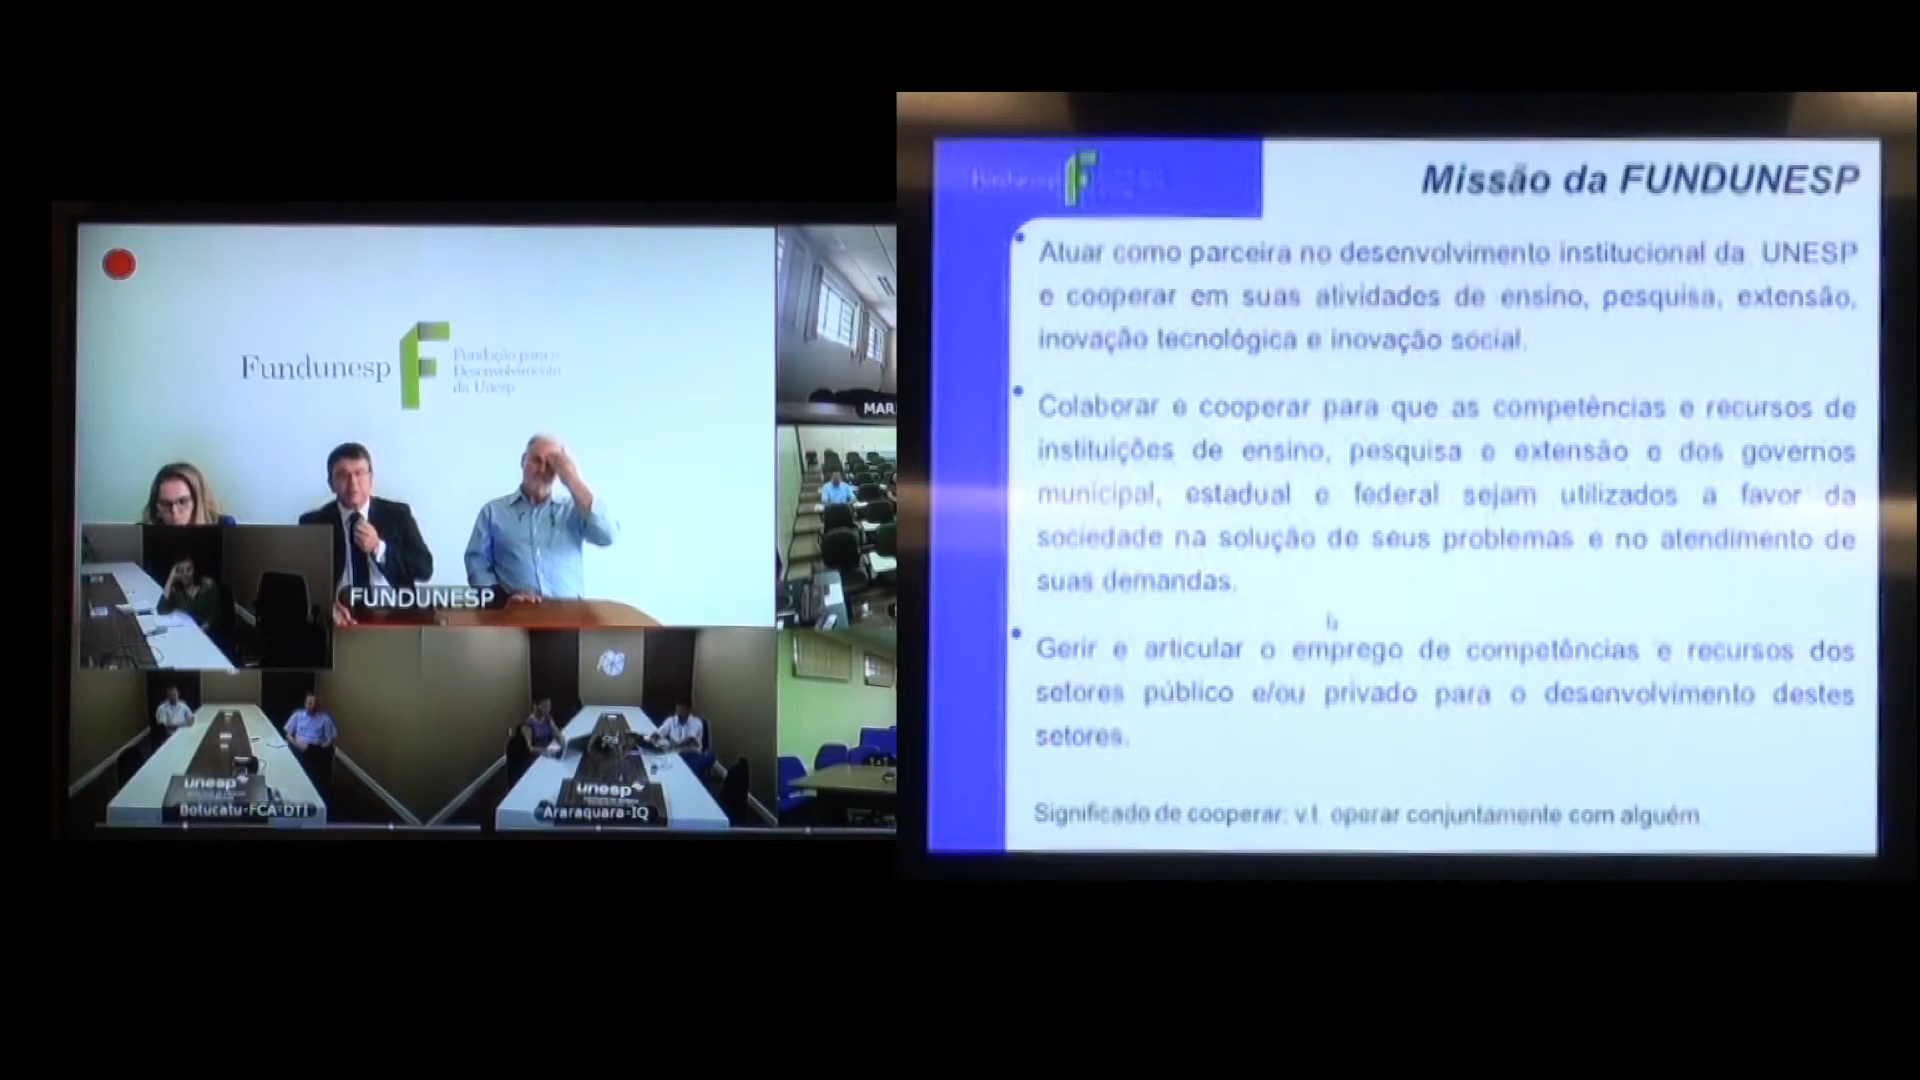 Fundunesp
Fundação para o
Desenvolvimento
da Unesp
FUNDUNESP
MAR
unesp
Botucatu-FCA-DTI
unesp
Araraquara-IQ
Fundunesp
Missão da FUNDUNESP
• Atuar como parceira no desenvolvimento institucional da UNESP
e cooperar em suas atividades de ensino, pesquisa, extensão,
inovação tecnológica e inovação social.
• Colaborar e cooperar para que as competências e recursos de
instituições de ensino, pesquisa e extensão e dos governos
municipal, estadual e federal sejam utilizados a favor da
sociedade na solução de seus problemas e no atendimento de
suas demandas.
• Gerir e articular o emprego de competências e recursos dos
setores público e/ou privado para o desenvolvimento destes
setores.
Significado de cooperar: v.t. operar conjuntamente com alguém